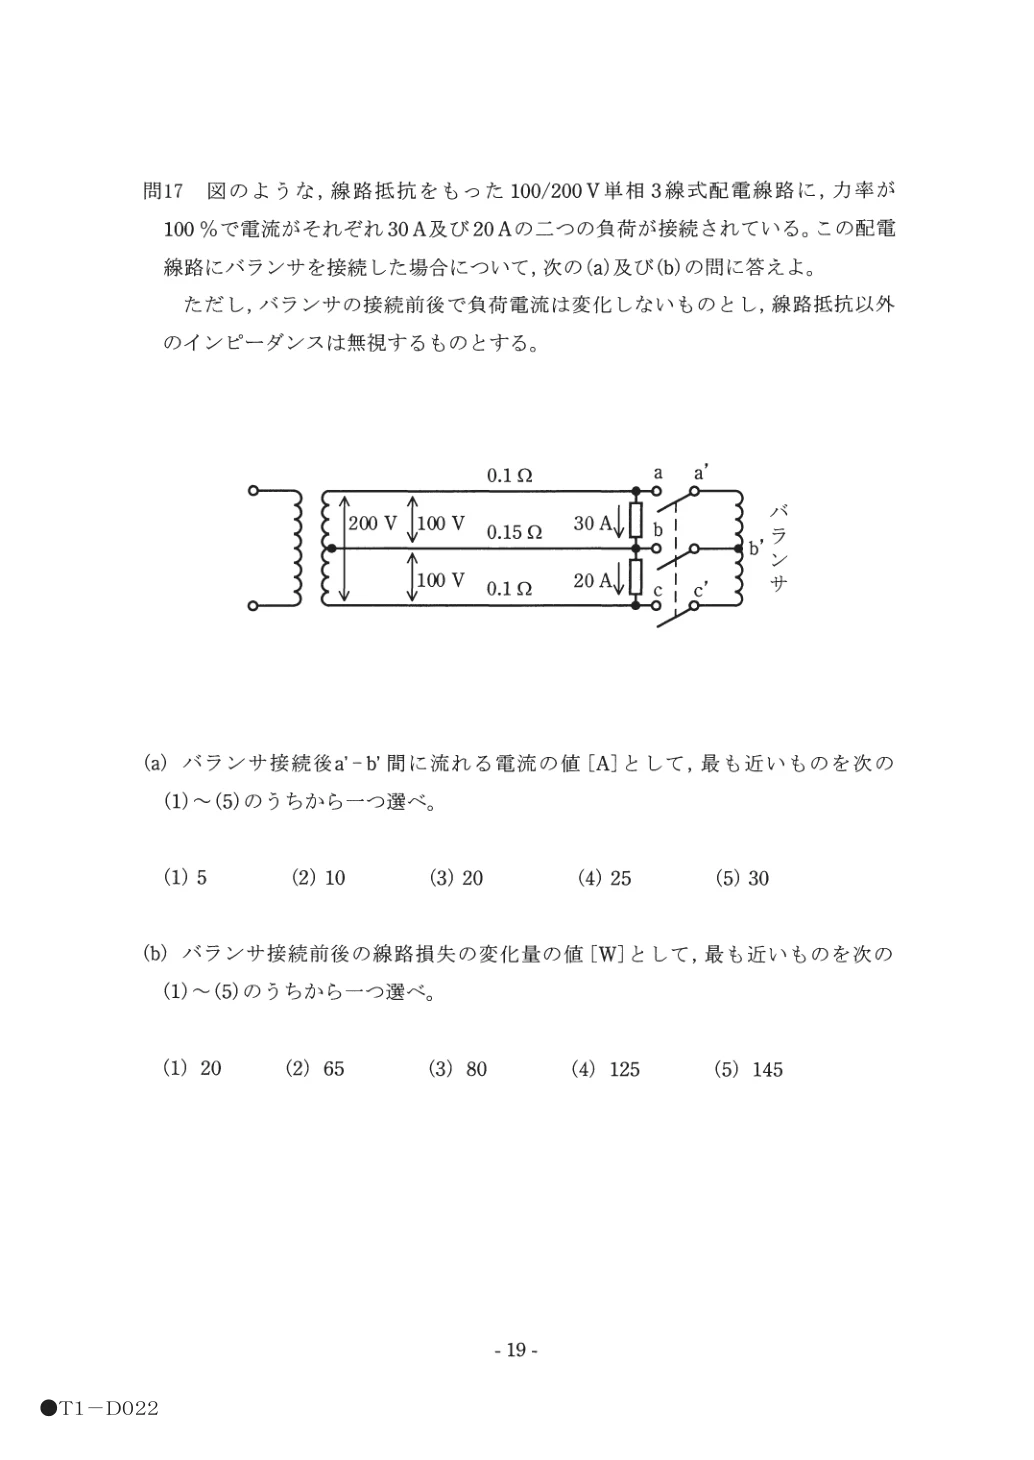 問17 図のような，線路抵抗をもった 100/200 V 単相 3 線式配電線路に，力率が
100 ％で電流がそれぞれ 30 A 及び 20 A の二つの負荷が接続されている。この配電
線路にバランサを接続した場合について，次の(a)及び(b)の問に答えよ。
ただし，バランサの接続前後で負荷電流は変化しないものとし，線路抵抗以外
のインピーダンスは無視するものとする。
0.1 Ω a a’
200 V 100 V 0.15 Ω 30 A b
b’
100 V 0.1 Ω 20 A c c’
バランサ
(a) バランサ接続後a’－b’ 間に流れる電流の値［A］として，最も近いものを次の
(1)～(5)のうちから一つ選べ。
(1) 5 (2) 10 (3) 20 (4) 25 (5) 30
(b) バランサ接続前後の線路損失の変化量の値［W］として，最も近いものを次の
(1)～(5)のうちから一つ選べ。
(1) 20 (2) 65 (3) 80 (4) 125 (5) 145
- 19 -
●T1－D022